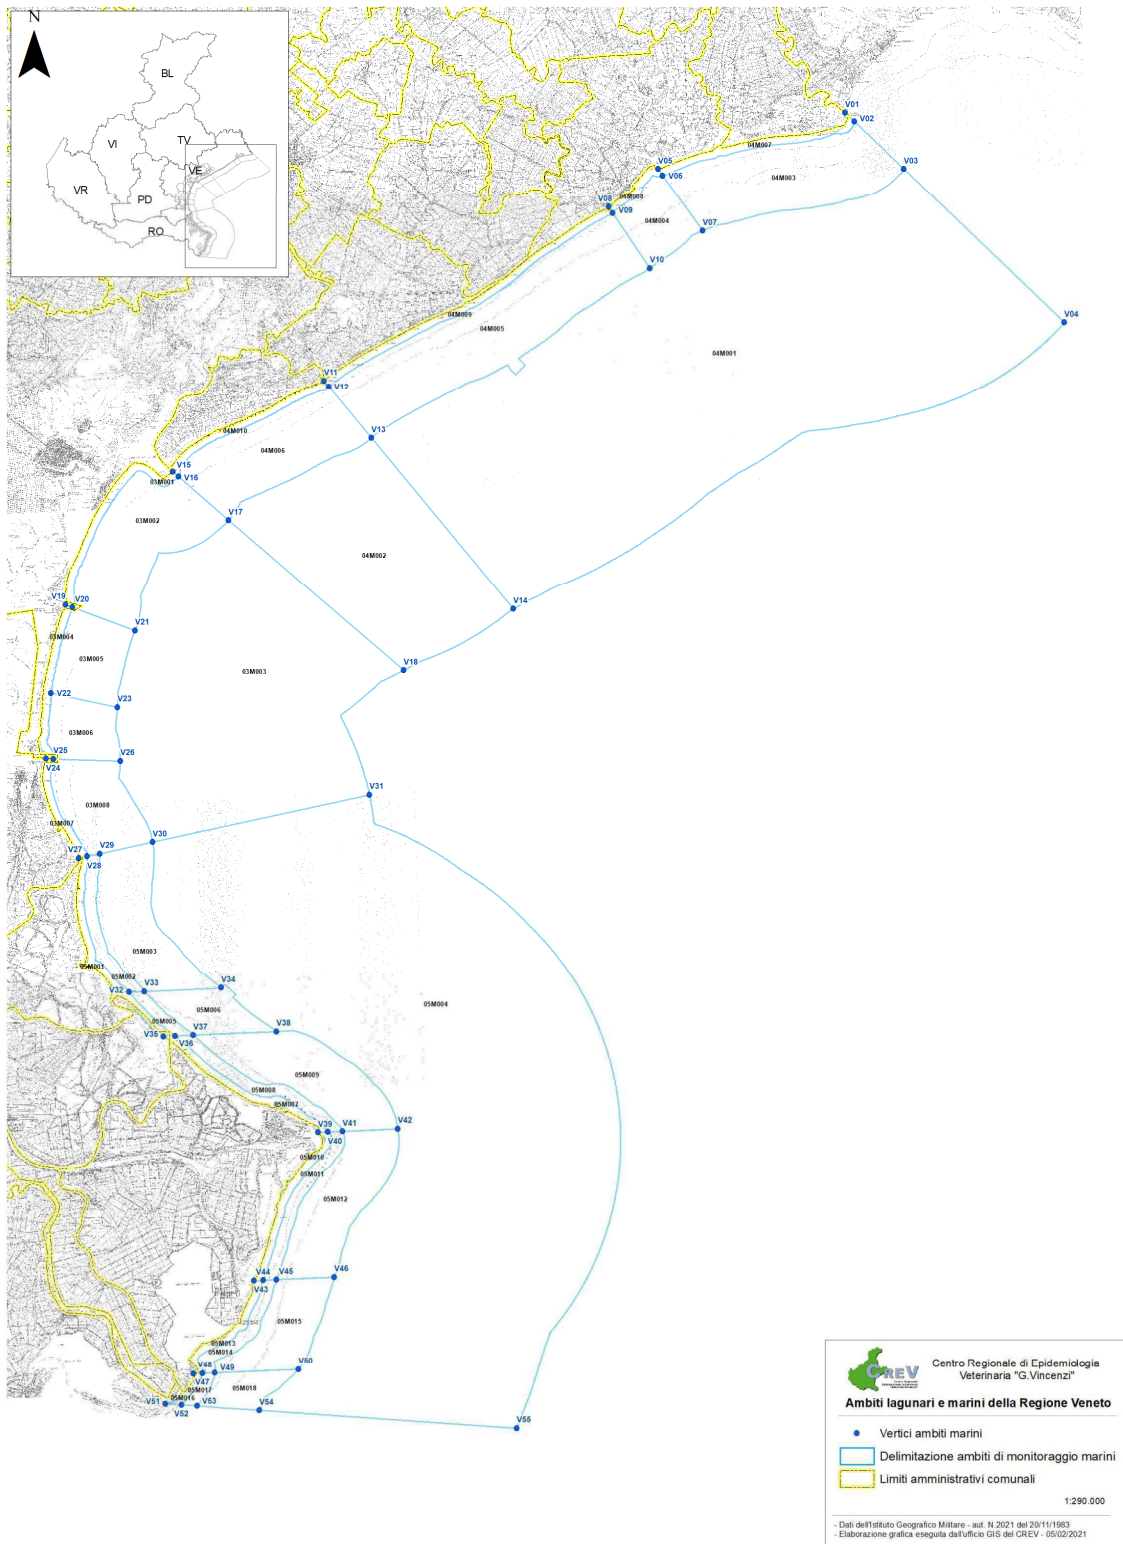 N
BL
VI
TV
VE
VR
PD
RO
V01
V02
04M007
V03
V05
V06
04M003
V08
04M008
V09
04M004
V07
V10
04M009
04M005
V04
04M001
V11
V12
04M010
V13
04M006
V15
V16
03M001
V17
03M002
04M002
V19
V20
V14
V21
03M004
03M005
V18
03M003
V22
V23
03M006
V25
V26
V24
V31
03M008
03M007
V30
V29
V27
V28
05M003
05M001
05M002
V34
V33
V32
05M004
05M006
05M005
V38
V37
V35
V36
05M009
05M008
05M007
V39
V41
V42
V40
05M010
05M011
05M012
V44
V45
V46
V43
05M015
05M013
05M014
V48
V49
V50
V47
05M017
05M018
05M016
V51
V53
V54
V52
V55
CREV
Centro Regionale di Epidemiologia
Veterinaria "G.Vincenzi"
Ambiti lagunari e marini della Regione Veneto
Vertici ambiti marini
Delimitazione ambiti di monitoraggio marini
Limiti amministrativi comunali
1:290.000
- Dati dell'Istituto Geografico Militare - aut. N.2021 del 20/11/1983
- Elaborazione grafica eseguita dall'ufficio GIS del CREV - 05/02/2021